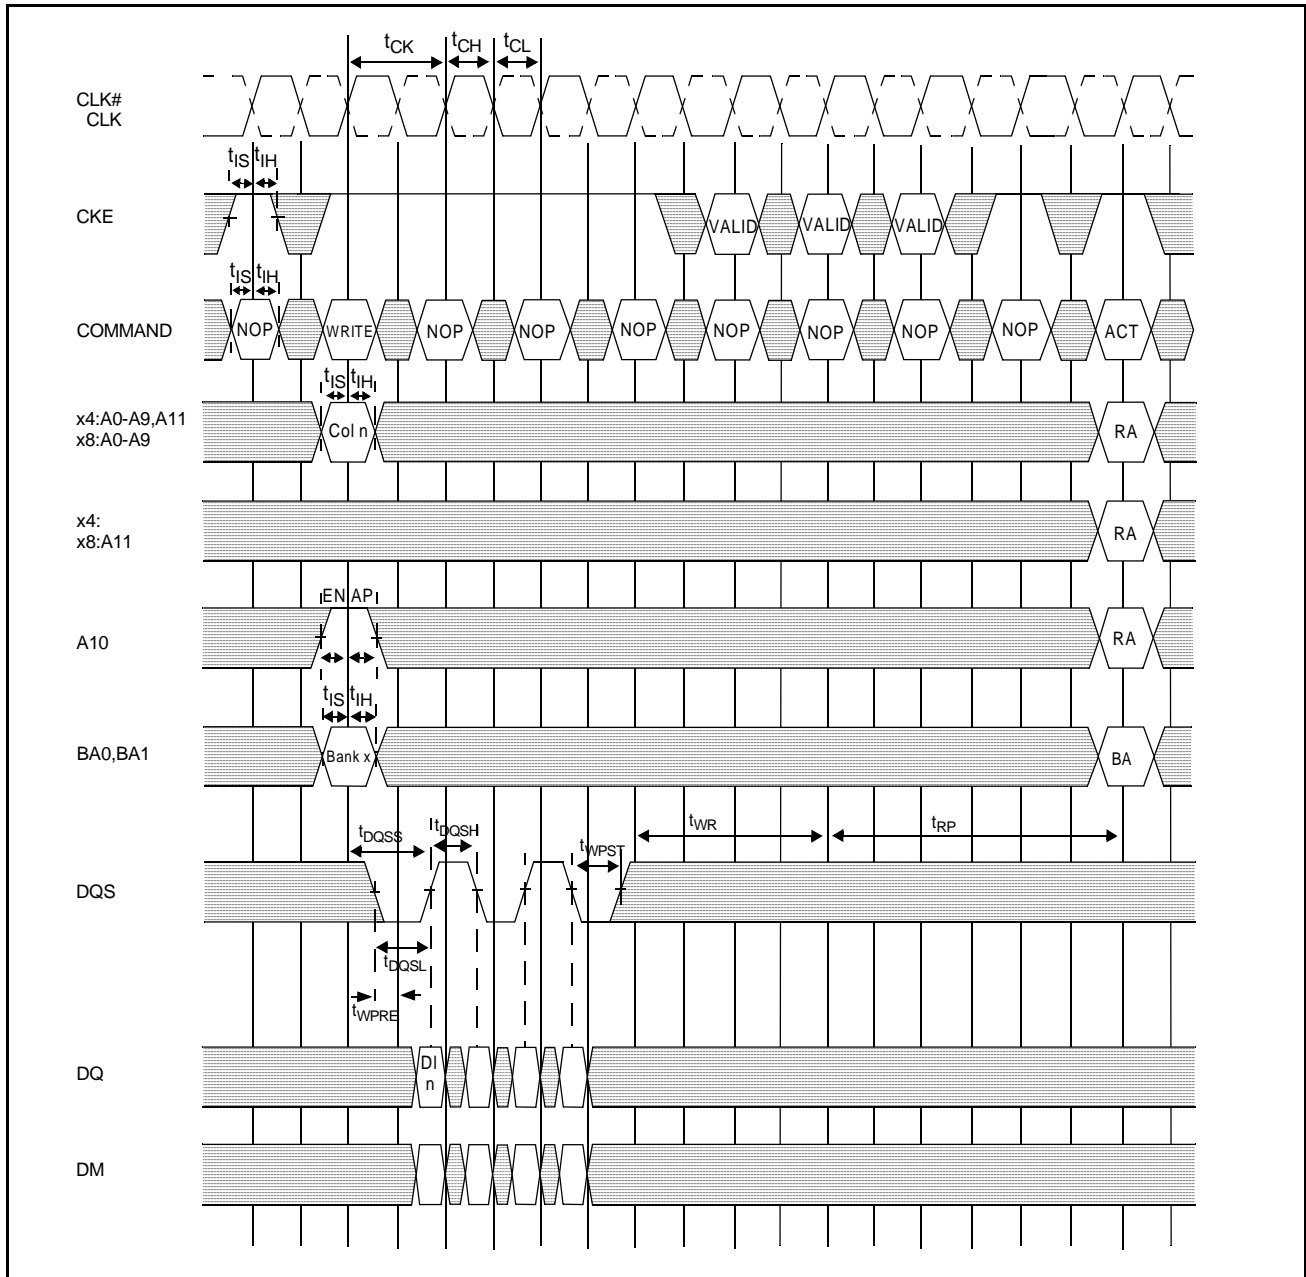 tCK tCH tCL
CLK#
CLK
tIS tIH
CKE
VALID VALID VALID
tIS tIH
COMMAND
NOP WRITE NOP NOP NOP NOP NOP NOP NOP ACT
tIS tIH
x4:A0-A9,A11
x8:A0-A9
Col n
RA
x4:
x8:A11
RA
EN AP
A10
RA
tIS tIH
BA0,BA1
Bank x
BA
tDQSS tDQSH tWPST tWR tRP
DQS
tDQSL
tWPRE
DQ
DI
n
DM